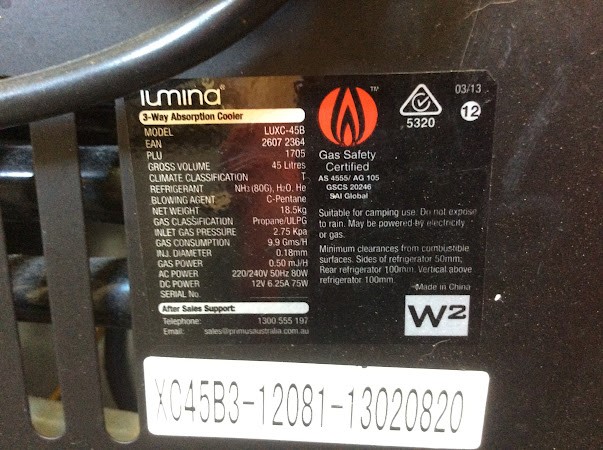 lumina®
3-Way Absorption Cooler
MODEL LUXC-45B
EAN 2607 2364
PLU 1705
GROSS VOLUME 45 Litres
CLIMATE CLASSIFICATION T
REFRIGERANT NH3 (80G), H2O, He
BLOWING AGENT C-Pentane
NET WEIGHT 18.5kg
GAS CLASSIFICATION Propane/ULPG
INLET GAS PRESSURE 2.75 Kpa
GAS CONSUMPTION 9.9 Gms/H
INJ. DIAMETER 0.18mm
GAS POWER 0.50 mJ/H
AC POWER 220/240V 50Hz 80W
DC POWER 12V 6.25A 75W
SERIAL No.
After Sales Support:
Telephone: 1300 555 197
Email: sales@primusaustralia.com.au
TM
Gas Safety
Certified
AS 4555/ AG 105
GSCS 20246
SAI Global
5320
03/13
12
Suitable for camping use. Do not expose
to rain. May be powered by electricity
or gas.
Minimum clearances from combustible
surfaces. Sides of refrigerator 50mm;
Rear refrigerator 100mm. Vertical above
refrigerator 100mm.
Made in China
W2
XC45B3-12081-13020820